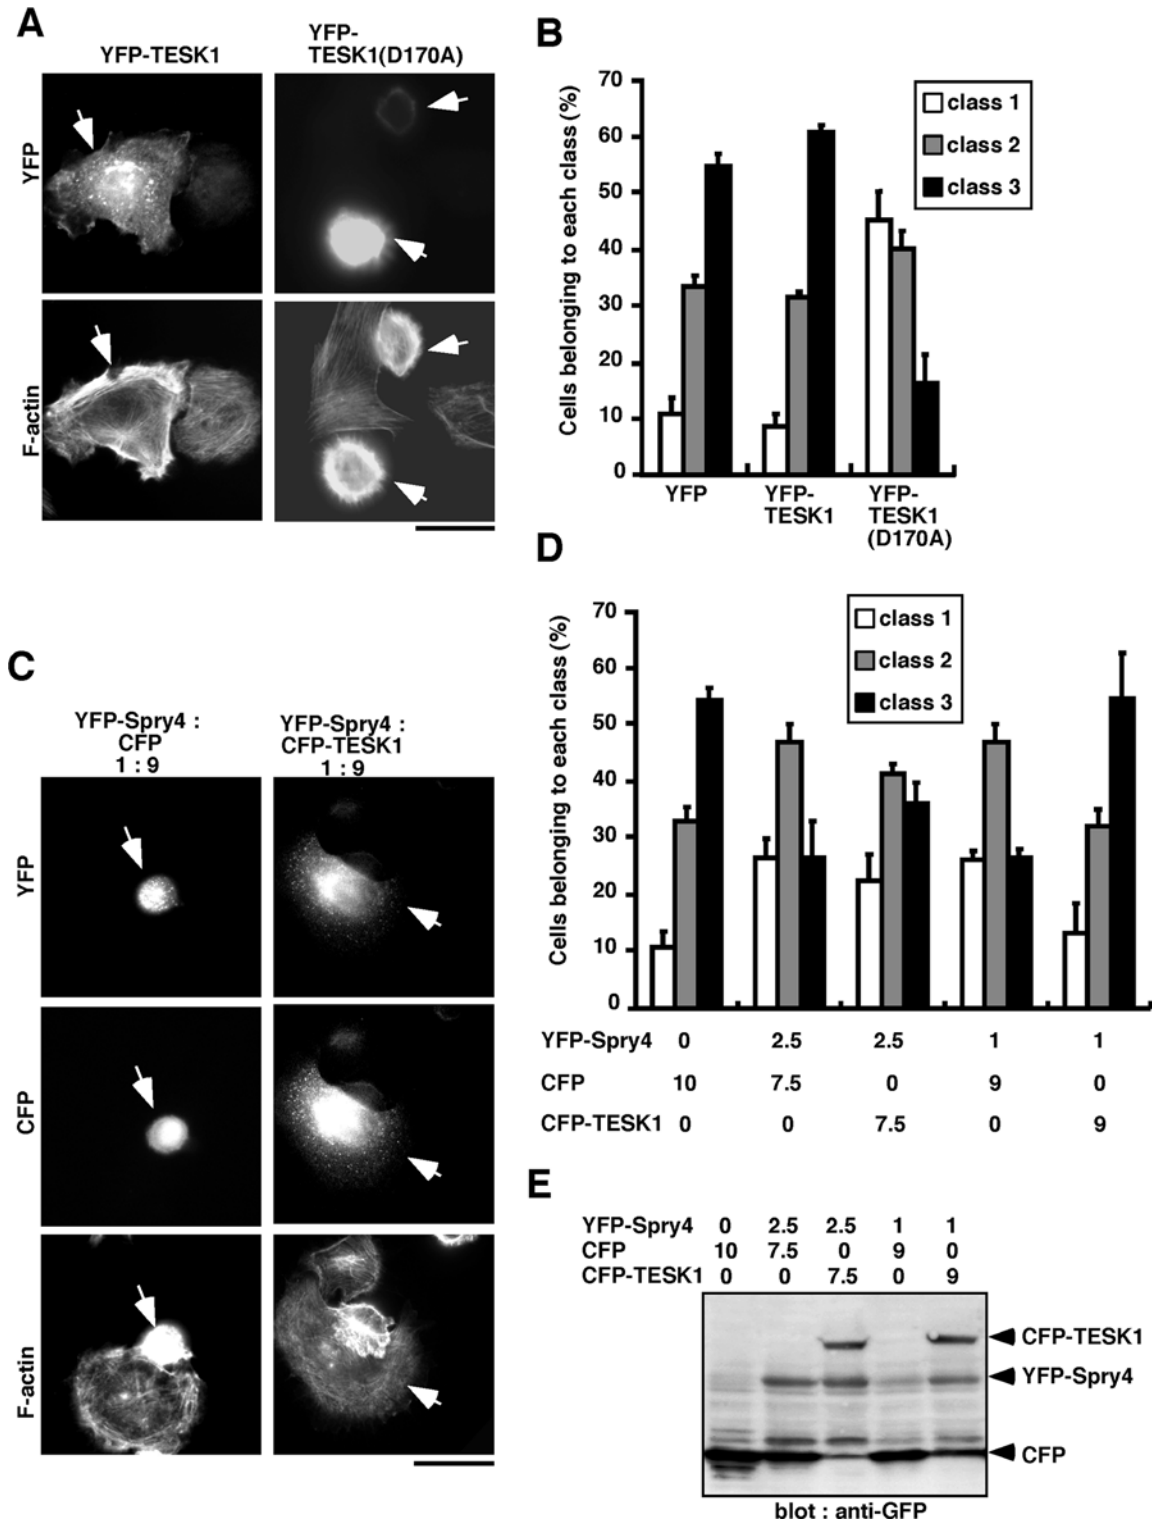 A
YFP-TESK1
YFP-
TESK1(D170A)
YFP
F-actin
B
Cells belonging to each class (%)
70
60
50
40
30
20
10
0
class 1
class 2
class 3
YFP
YFP-
TESK1
YFP-
TESK1
(D170A)
C
YFP-Spry4 :
CFP
1 : 9
YFP-Spry4 :
CFP-TESK1
1 : 9
YFP
CFP
F-actin
D
Cells belonging to each class (%)
70
60
50
40
30
20
10
0
class 1
class 2
class 3
YFP-Spry4 0 2.5 2.5 1 1
CFP 10 7.5 0 9 0
CFP-TESK1 0 0 7.5 0 9
E
YFP-Spry4 0 2.5 2.5 1 1
CFP 10 7.5 0 9 0
CFP-TESK1 0 0 7.5 0 9
CFP-TESK1
YFP-Spry4
CFP
blot : anti-GFP